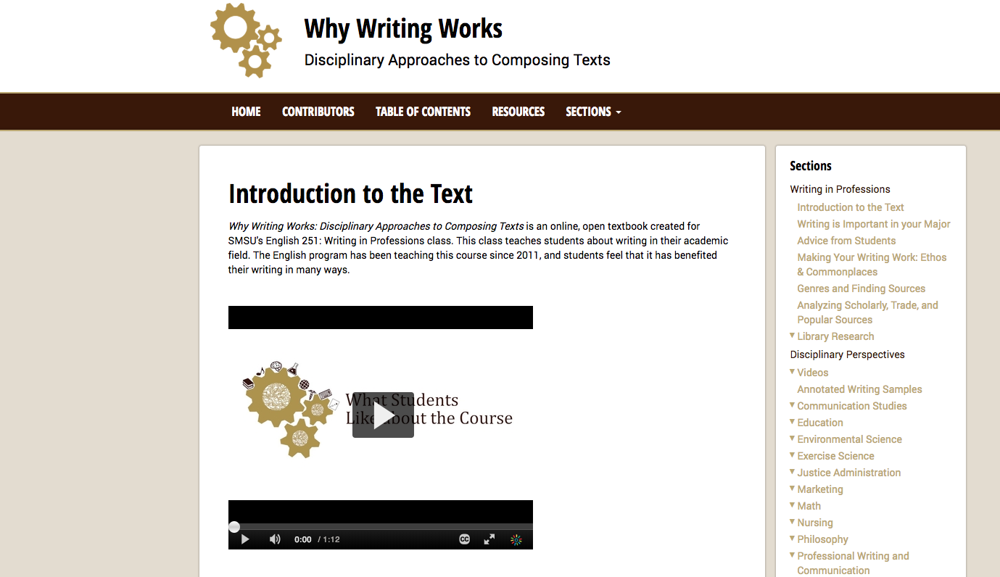 Why Writing Works
Disciplinary Approaches to Composing Texts
HOME CONTRIBUTORS TABLE OF CONTENTS RESOURCES SECTIONS
Introduction to the Text
Why Writing Works: Disciplinary Approaches to Composing Texts is an online, open textbook created for
SMSU's English 251: Writing in Professions class. This class teaches students about writing in their academic
field. The English program has been teaching this course since 2011, and students feel that it has benefited
their writing in many ways.
What Students
Like about the Course
0:00 / 1:12
CC
Sections
Writing in Professions
Introduction to the Text
Writing is Important in your Major
Advice from Students
Making Your Writing Work: Ethos
& Commonplaces
Genres and Finding Sources
Analyzing Scholarly, Trade, and
Popular Sources
Library Research
Disciplinary Perspectives
Videos
Annotated Writing Samples
Communication Studies
Education
Environmental Science
Exercise Science
Justice Administration
Marketing
Math
Nursing
Philosophy
Professional Writing and
Communication